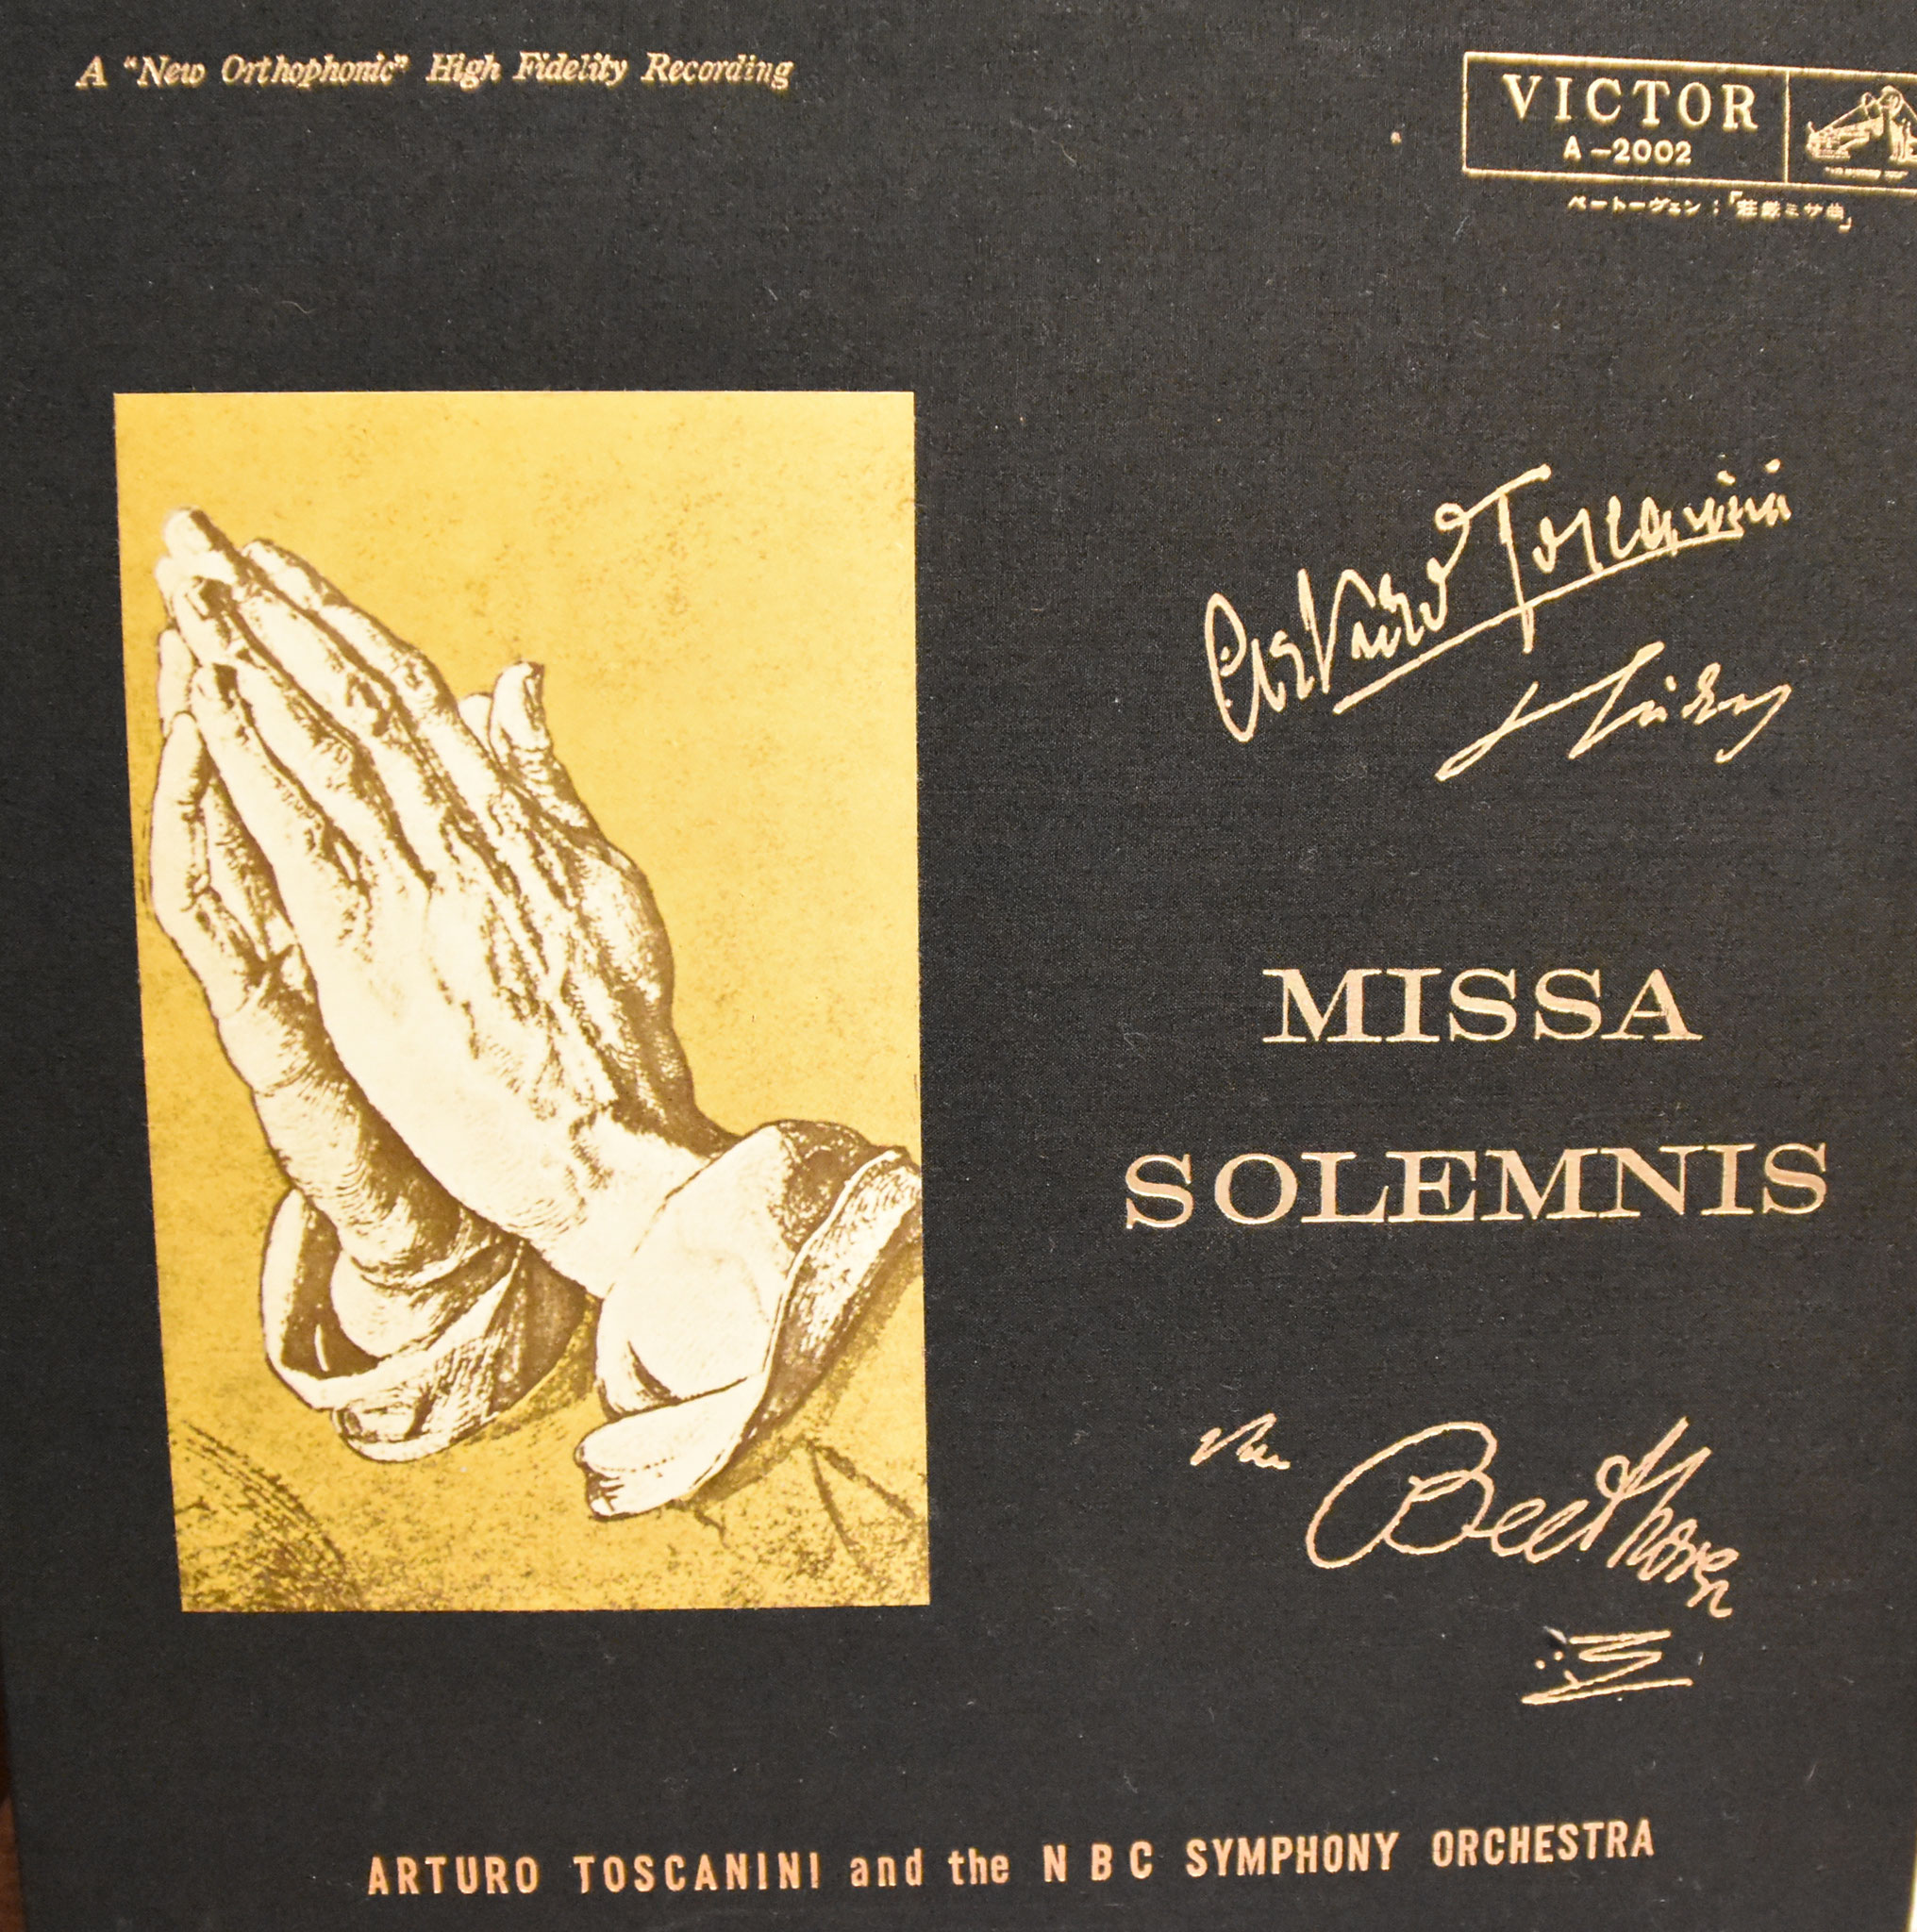 A "New Orthophonic" High Fidelity Recording
VICTOR
A-2002
ベートーヴェン：「荘厳ミサ曲」
Arturo Toscanini
MISSA
SOLEMNIS
Beethoven
ARTURO TOSCANINI and the NBC SYMPHONY ORCHESTRA